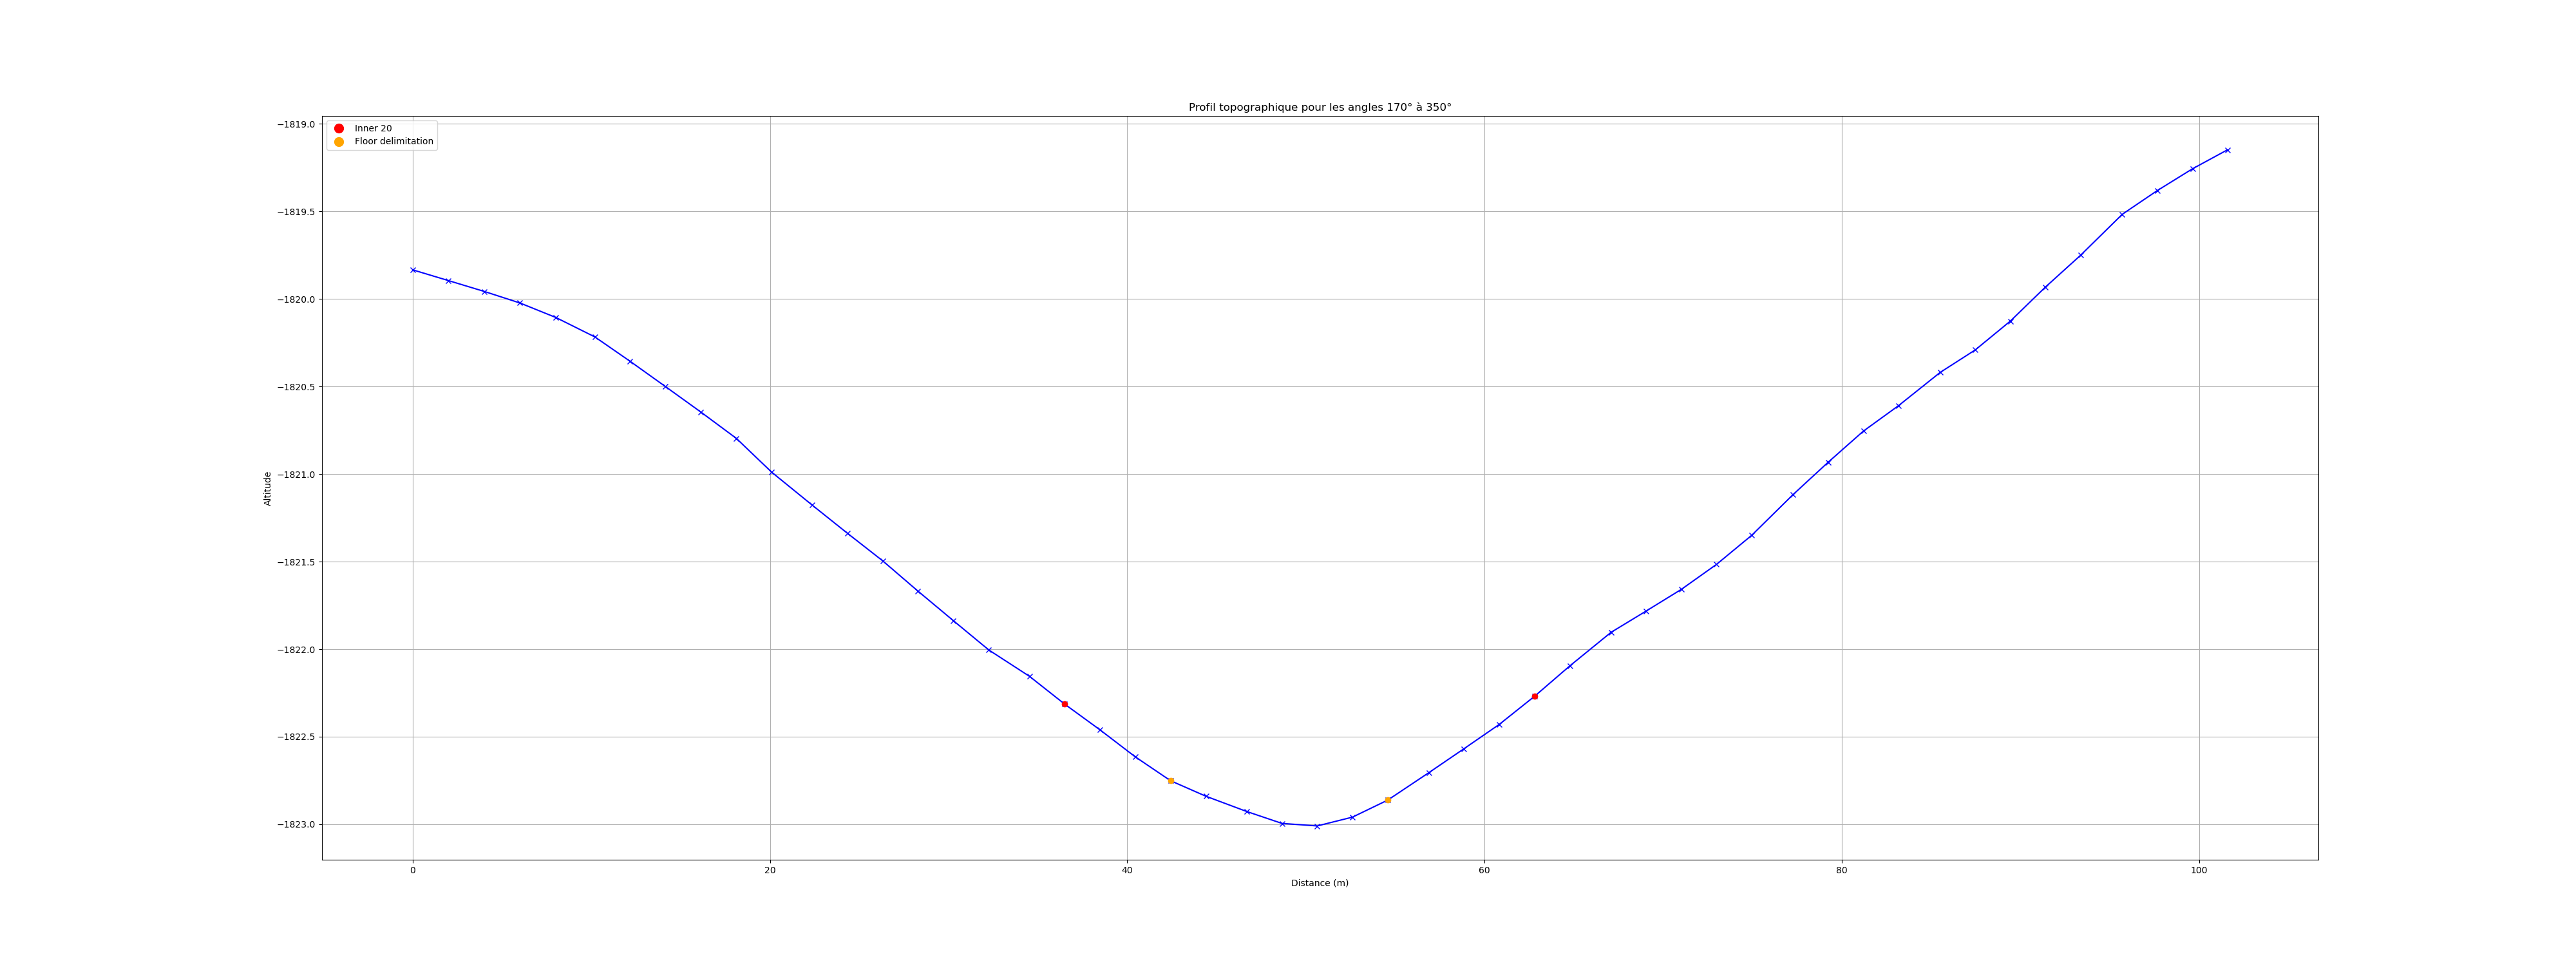 Profil topographique pour les angles 170° à 350°
Inner 20
Floor delimitation
−1819.0
−1819.5
−1820.0
−1820.5
−1821.0
−1821.5
−1822.0
−1822.5
−1823.0
Altitude
0 20 40 60 80 100
Distance (m)